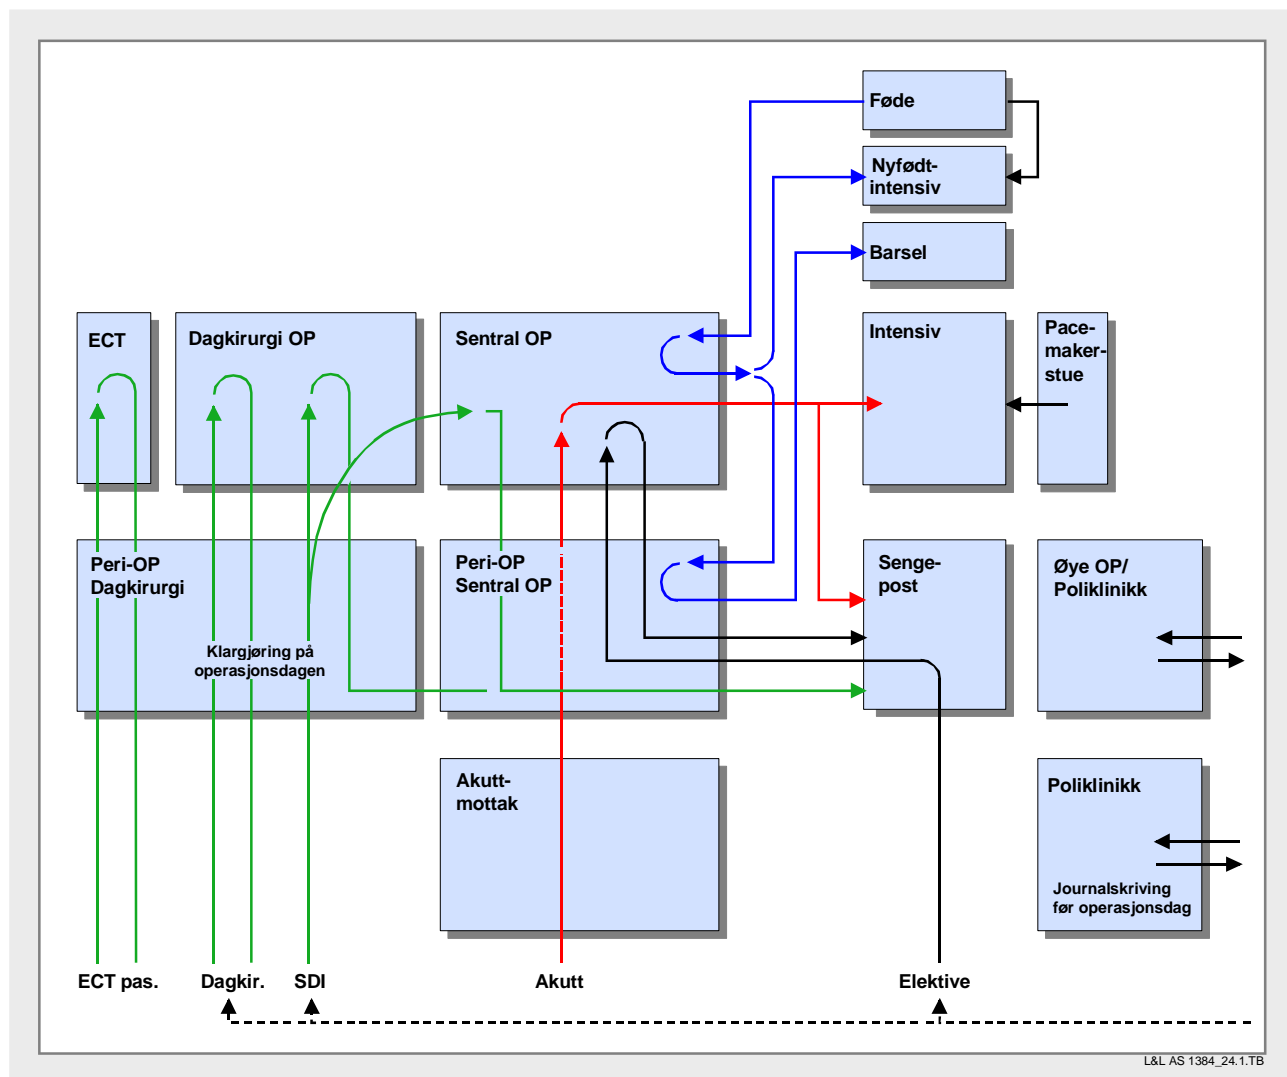 Føde
Nyfødt-
intensiv
Barsel
ECT
Dagkirurgi OP
Sentral OP
Intensiv
Pace-
maker-
stue
Peri-OP
Dagkirurgi
Klargjøring på
operasjonsdagen
Peri-OP
Sentral OP
Senge-
post
Øye OP/
Poliklinikk
Akutt-
mottak
Poliklinikk
Journalskriving
før operasjonsdag
ECT pas.
Dagkir.
SDI
Akutt
Elektive
L&L AS 1384_24.1.TB